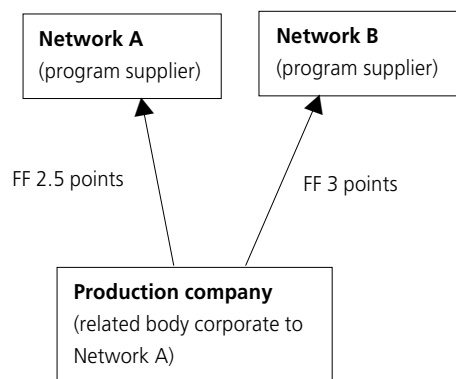 Network A
(program supplier)
Network B
(program supplier)
FF 2.5 points
FF 3 points
Production company
(related body corporate to
Network A)